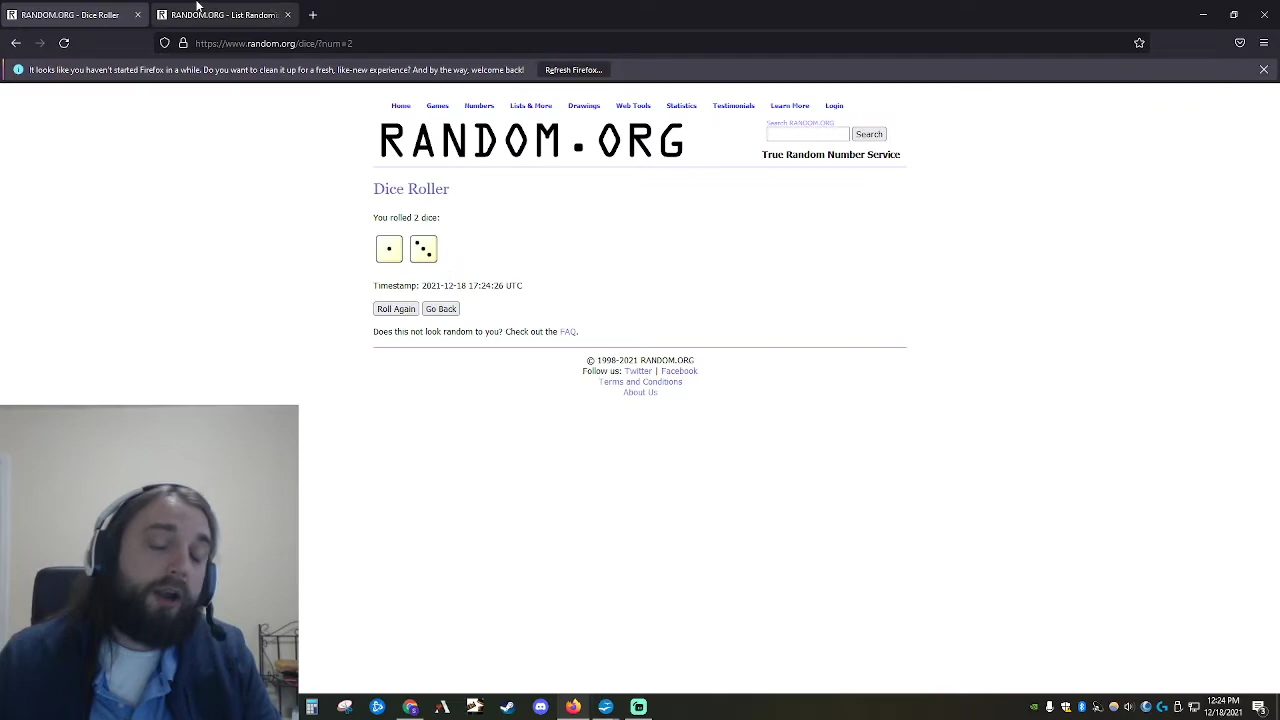 RANDOM.ORG - Dice Roller
RANDOM.ORG - List Randomizer
https://www.random.org/dice/?num=2
It looks like you haven't started Firefox in a while. Do you want to clean it up for a fresh, like-new experience? And by the way, welcome back!
Refresh Firefox...
Home Games Numbers Lists & More Drawings Web Tools Statistics Testimonials Learn More Login
RANDOM.ORG
Search RANDOM.ORG
Search
True Random Number Service
Dice Roller
You rolled 2 dice:
Timestamp: 2021-12-18 17:24:26 UTC
Roll Again Go Back
Does this not look random to you? Check out the FAQ.
© 1998-2021 RANDOM.ORG
Follow us: Twitter | Facebook
Terms and Conditions
About Us
12:24 PM
12/18/2021